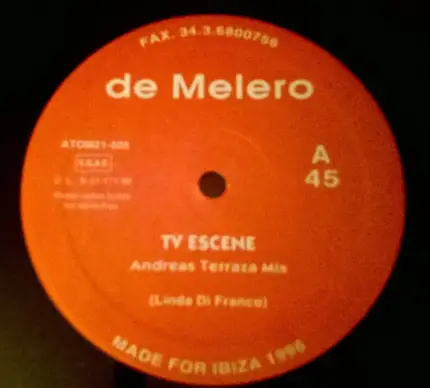 FAX. 34.3.6800756
de Melero
A
45
TV ESCENE
Andreas Terraza Mix
(Linda Di Franco)
MADE FOR IBIZA 1996